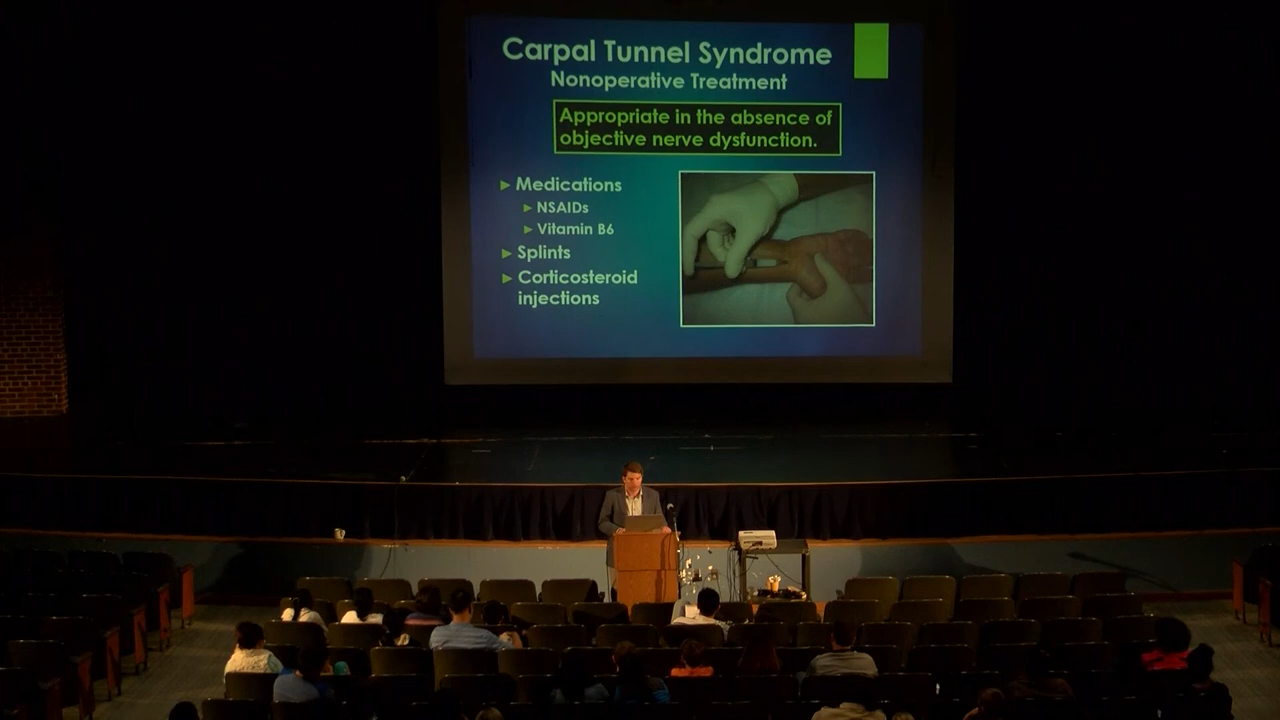 Carpal Tunnel Syndrome
Nonoperative Treatment
Appropriate in the absence of
objective nerve dysfunction.
Medications
NSAIDs
Vitamin B6
Splints
Corticosteroid
injections